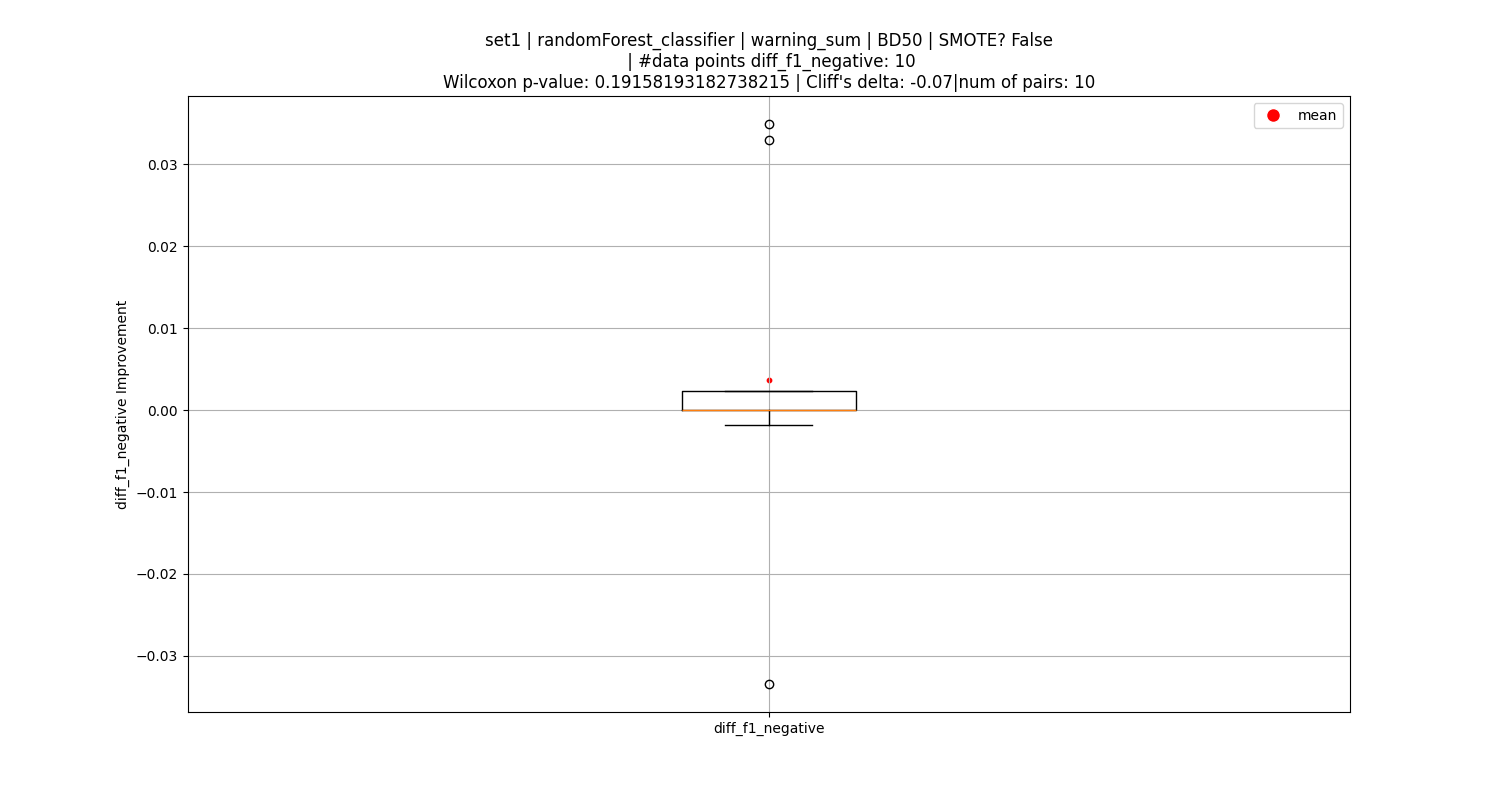 set1 | randomForest_classifier | warning_sum | BD50 | SMOTE? False
| #data points diff_f1_negative: 10
Wilcoxon p-value: 0.19158193182738215 | Cliff's delta: -0.07|num of pairs: 10
mean
0.03
0.02
0.01
0.00
−0.01
−0.02
−0.03
diff_f1_negative Improvement
diff_f1_negative